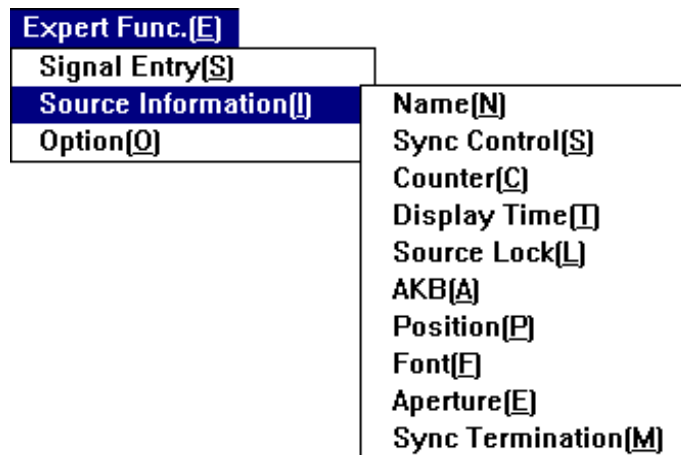 Expert Func.(E)
Signal Entry(S)
Source Information(I)
Option(O)
Name(N)
Sync Control(S)
Counter(C)
Display Time(T)
Source Lock(L)
AKB(A)
Position(P)
Font(F)
Aperture(E)
Sync Termination(M)